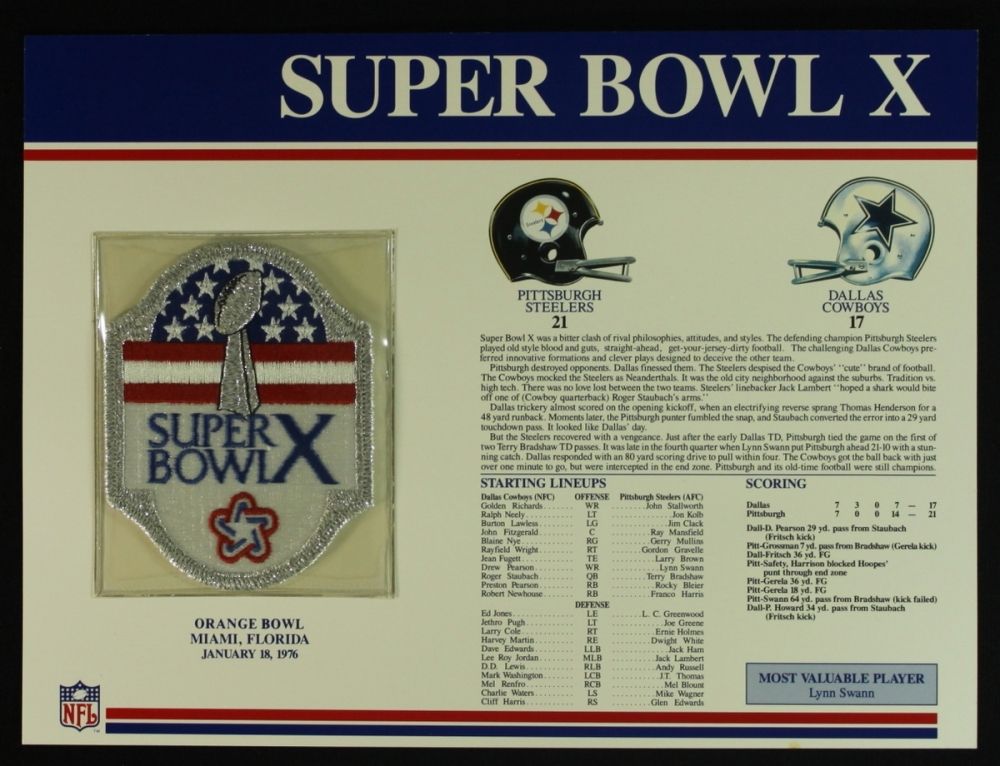 SUPER BOWL X
SUPER
BOWL X
ORANGE BOWL
MIAMI, FLORIDA
JANUARY 18, 1976
NFL
Steelers
PITTSBURGH
STEELERS
21
DALLAS
COWBOYS
17
Super Bowl X was a bitter clash of rival philosophies, attitudes, and styles. The defending champion Pittsburgh Steelers
played old style blood and guts, straight-ahead, get-your-jersey-dirty football. The challenging Dallas Cowboys pre-
ferred innovative formations and clever plays designed to deceive the other team.
Pittsburgh destroyed opponents. Dallas finessed them. The Steelers despised the Cowboys' "cute" brand of football.
The Cowboys mocked the Steelers as Neanderthals. It was the old city neighborhood against the suburbs. Tradition vs.
high tech. There was no love lost between the two teams. Steelers' linebacker Jack Lambert "hoped a shark would bite
off one of (Cowboy quarterback) Roger Staubach's arms."
Dallas trickery almost scored on the opening kickoff, when an electrifying reverse sprang Thomas Henderson for a
48 yard runback. Moments later, the Pittsburgh punter fumbled the snap, and Staubach converted the error into a 29 yard
touchdown pass. It looked like Dallas' day.
But the Steelers recovered with a vengeance. Just after the early Dallas TD, Pittsburgh tied the game on the first of
two Terry Bradshaw TD passes. It was late in the fourth quarter when Lynn Swann put Pittsburgh ahead 21-10 with a stun-
ning catch. Dallas responded with an 80 yard scoring drive to pull within four. The Cowboys got the ball back with just
over one minute to go, but were intercepted in the end zone. Pittsburgh and its old-time football were still champions.
STARTING LINEUPS
Dallas Cowboys (NFC) OFFENSE Pittsburgh Steelers (AFC)
Golden Richards WR John Stallworth
Ralph Neely LT Jon Kolb
Burton Lawless LG Jim Clack
John Fitzgerald C Ray Mansfield
Blaine Nye RG Gerry Mullins
Rayfield Wright RT Gordon Gravelle
Jean Fugett TE Larry Brown
Drew Pearson WR Lynn Swann
Roger Staubach QB Terry Bradshaw
Preston Pearson RB Rocky Bleier
Robert Newhouse RB Franco Harris
DEFENSE
Ed Jones LE L. C. Greenwood
Jethro Pugh LT Joe Greene
Larry Cole RT Ernie Holmes
Harvey Martin RE Dwight White
Dave Edwards LLB Jack Ham
Lee Roy Jordan MLB Jack Lambert
D.D. Lewis RLB Andy Russell
Mark Washington LCB J.T. Thomas
Mel Renfro RCB Mel Blount
Charlie Waters LS Mike Wagner
Cliff Harris RS Glen Edwards
SCORING
Dallas 7 3 0 7 — 17
Pittsburgh 7 0 0 14 — 21
Dall-D. Pearson 29 yd. pass from Staubach
(Fritsch kick)
Pitt-Grossman 7 yd. pass from Bradshaw (Gerela kick)
Dall-Fritsch 36 yd. FG
Pitt-Safety, Harrison blocked Hoopes'
punt through end zone
Pitt-Gerela 36 yd. FG
Pitt-Gerela 18 yd. FG
Pitt-Swann 64 yd. pass from Bradshaw (kick failed)
Dall-P. Howard 34 yd. pass from Staubach
(Fritsch kick)
MOST VALUABLE PLAYER
Lynn Swann